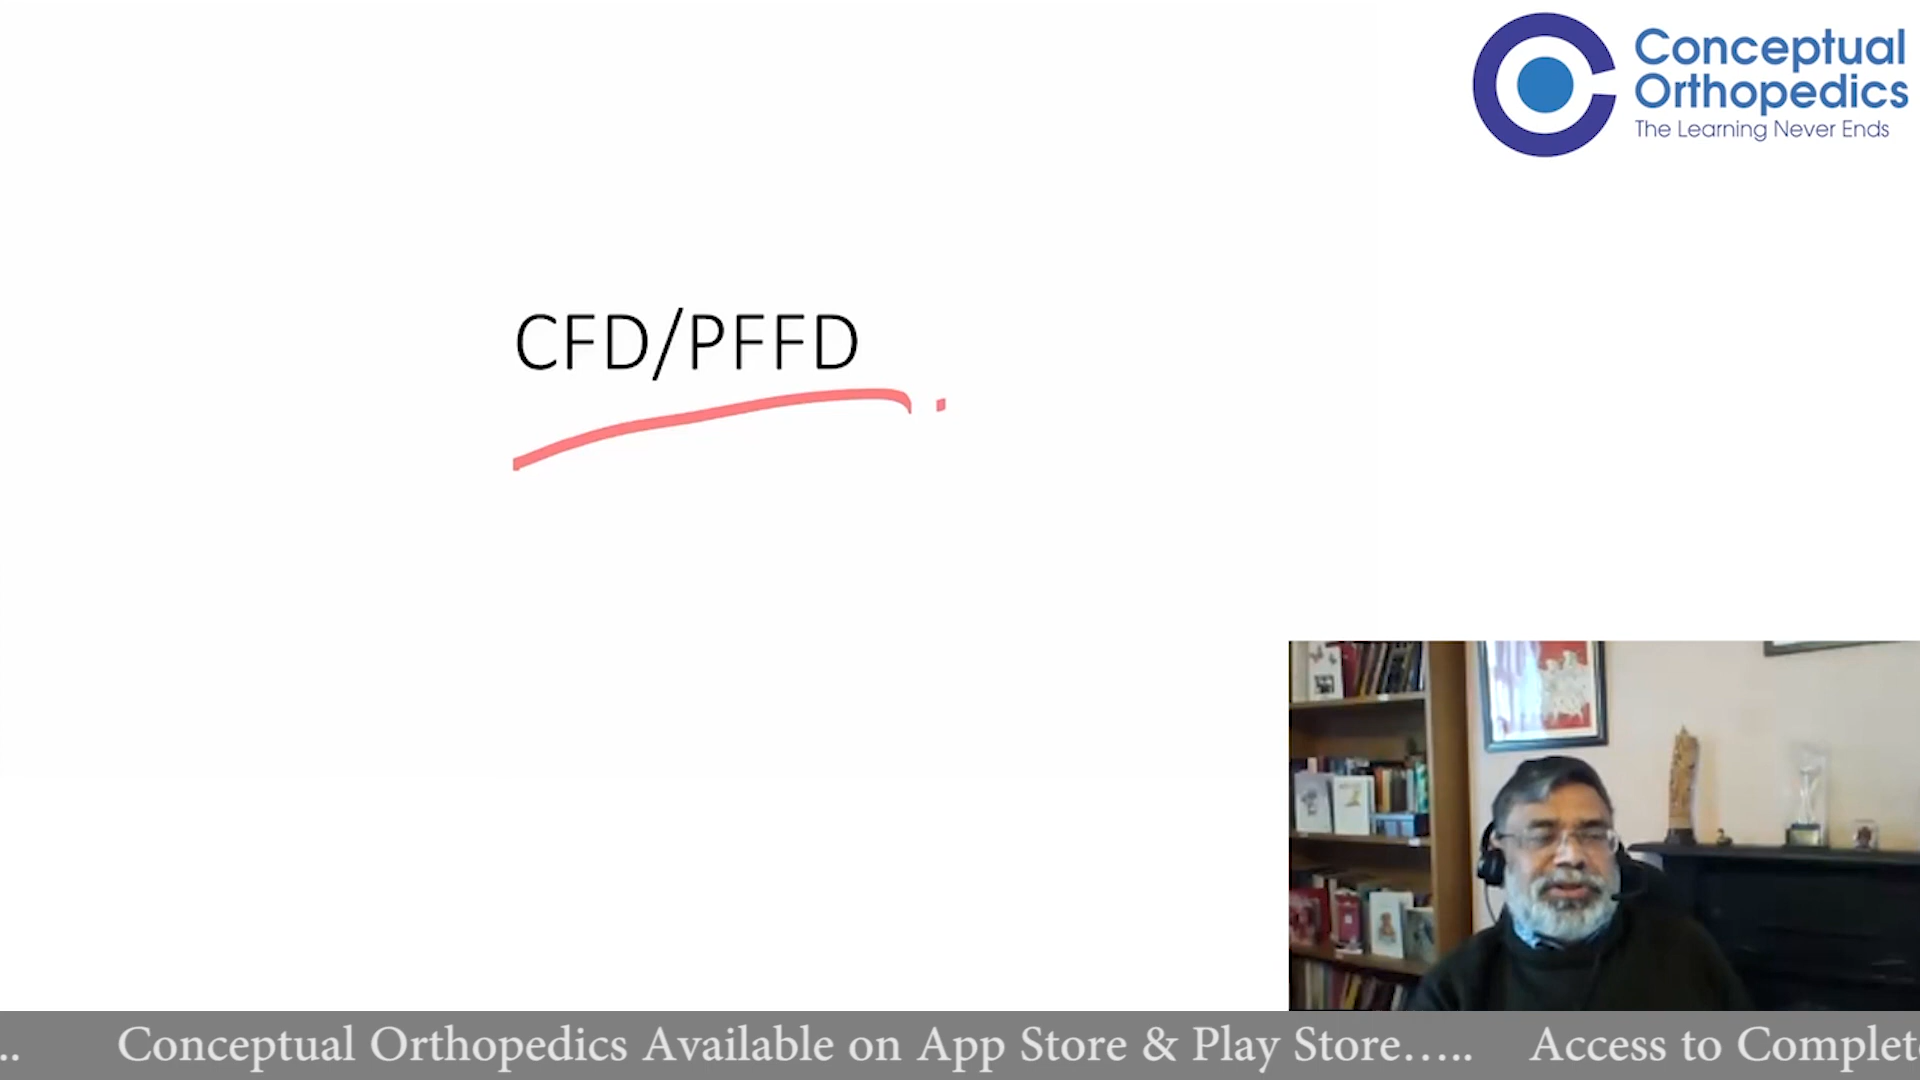 Conceptual
Orthopedics
The Learning Never Ends
CFD/PFFD
.. Conceptual Orthopedics Available on App Store & Play Store..... Access to Complet